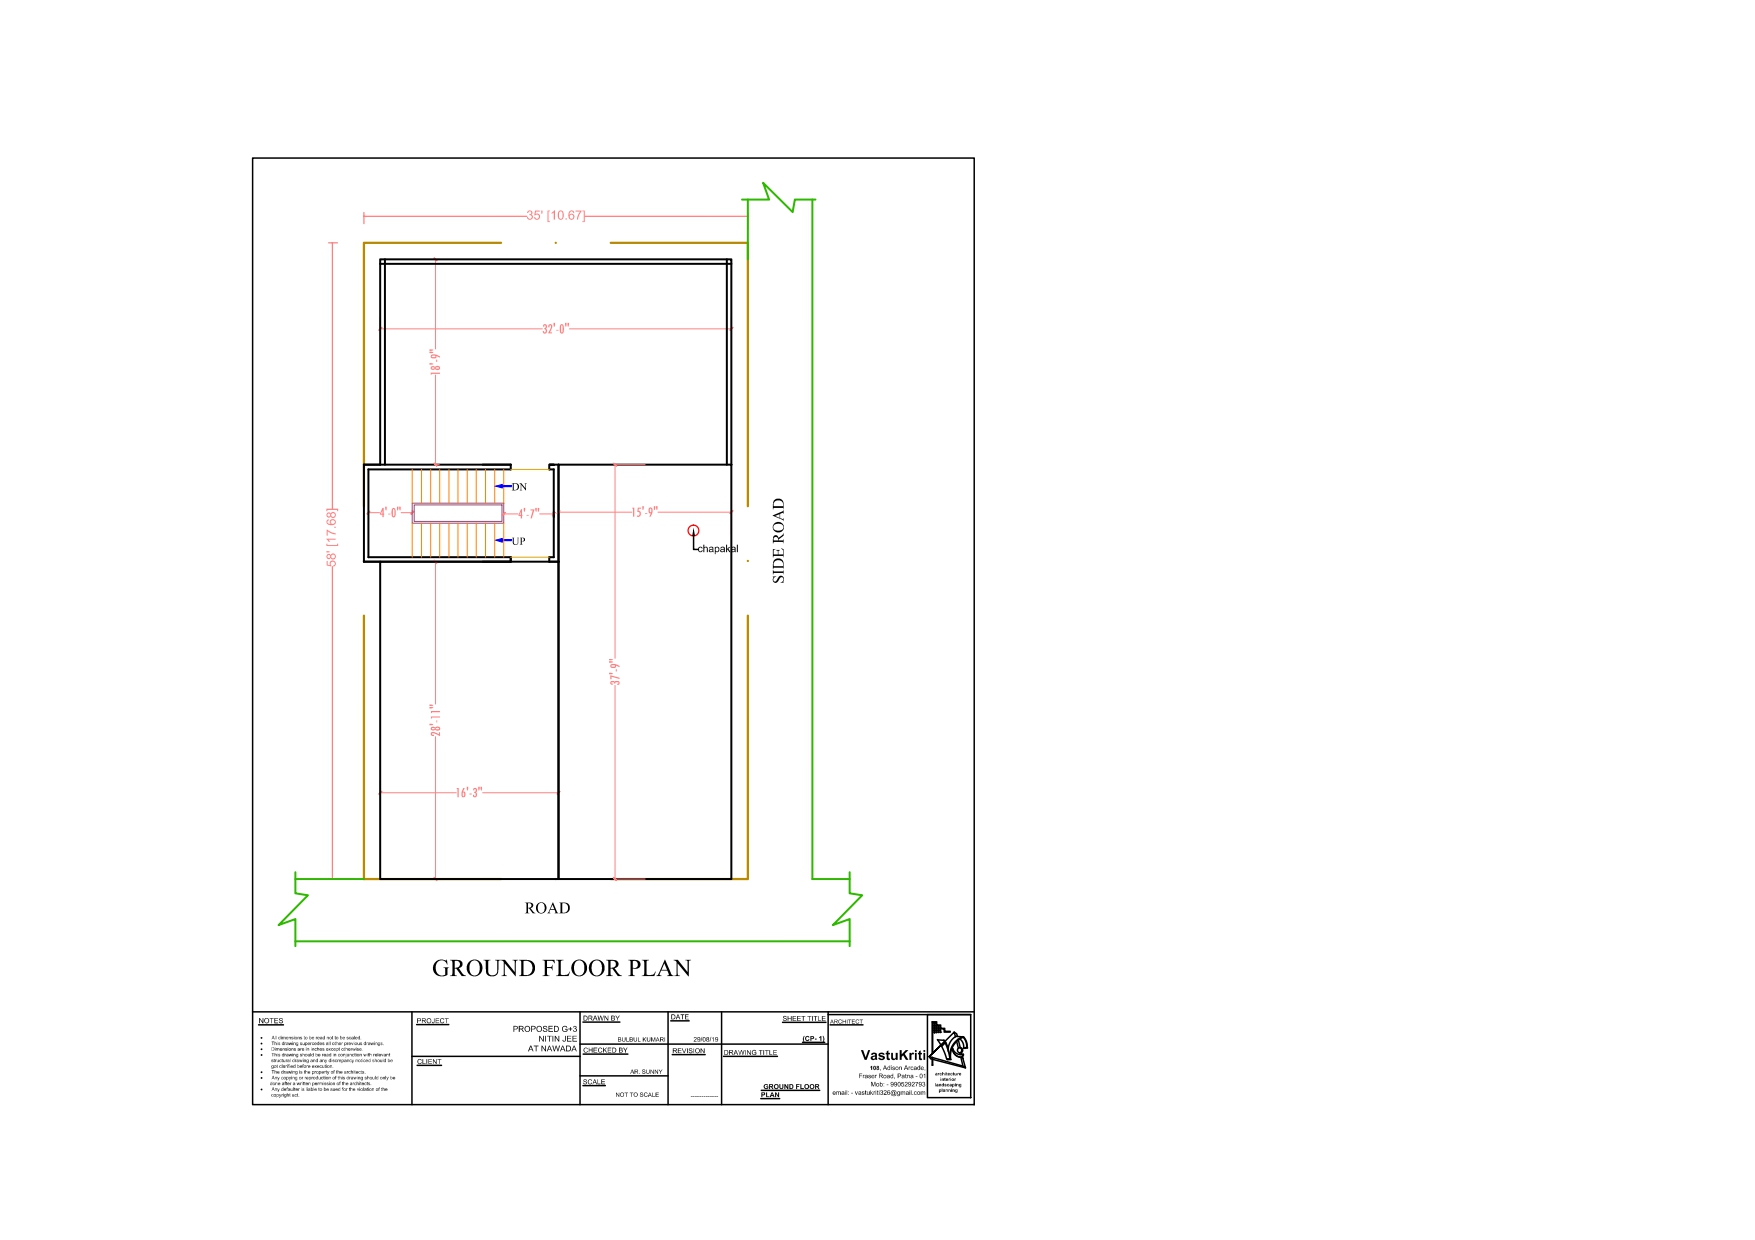 35' [10.67]
58' [17.68]
32'-0"
18'-9"
DN
4'-0"
4'-7"
15'-9"
UP
chapakal
SIDE ROAD
37'-9"
28'-11"
16'-3"
ROAD
GROUND FLOOR PLAN
NOTES
All dimensions to be read not to be scaled.
This drawing supersedes all other previous drawings.
Dimensions are in inches except otherwise.
This drawing should be read in conjunction with relevant
structural drawing and any discrepancy noticed should be
got clarified before execution.
The drawing is the property of the architects.
Any copying or reproduction of this drawing should only be
done after a written permission of the architects.
Any defaulter is liable to be sued for the violation of the
copyright act.
PROJECT
PROPOSED G+3
NITIN JEE
AT NAWADA
CLIENT
DRAWN BY
BULBUL KUMARI
CHECKED BY
AR. SUNNY
SCALE
NOT TO SCALE
DATE
29/08/19
REVISION
-------------
SHEET TITLE
(CP- 1)
DRAWING TITLE
GROUND FLOOR
PLAN
ARCHITECT
VastuKriti
108, Adison Arcade,
Fraser Road, Patna - 01
Mob: - 9905292793
email: - vastukriti326@gmail.com
architecture
interior
landscaping
planning